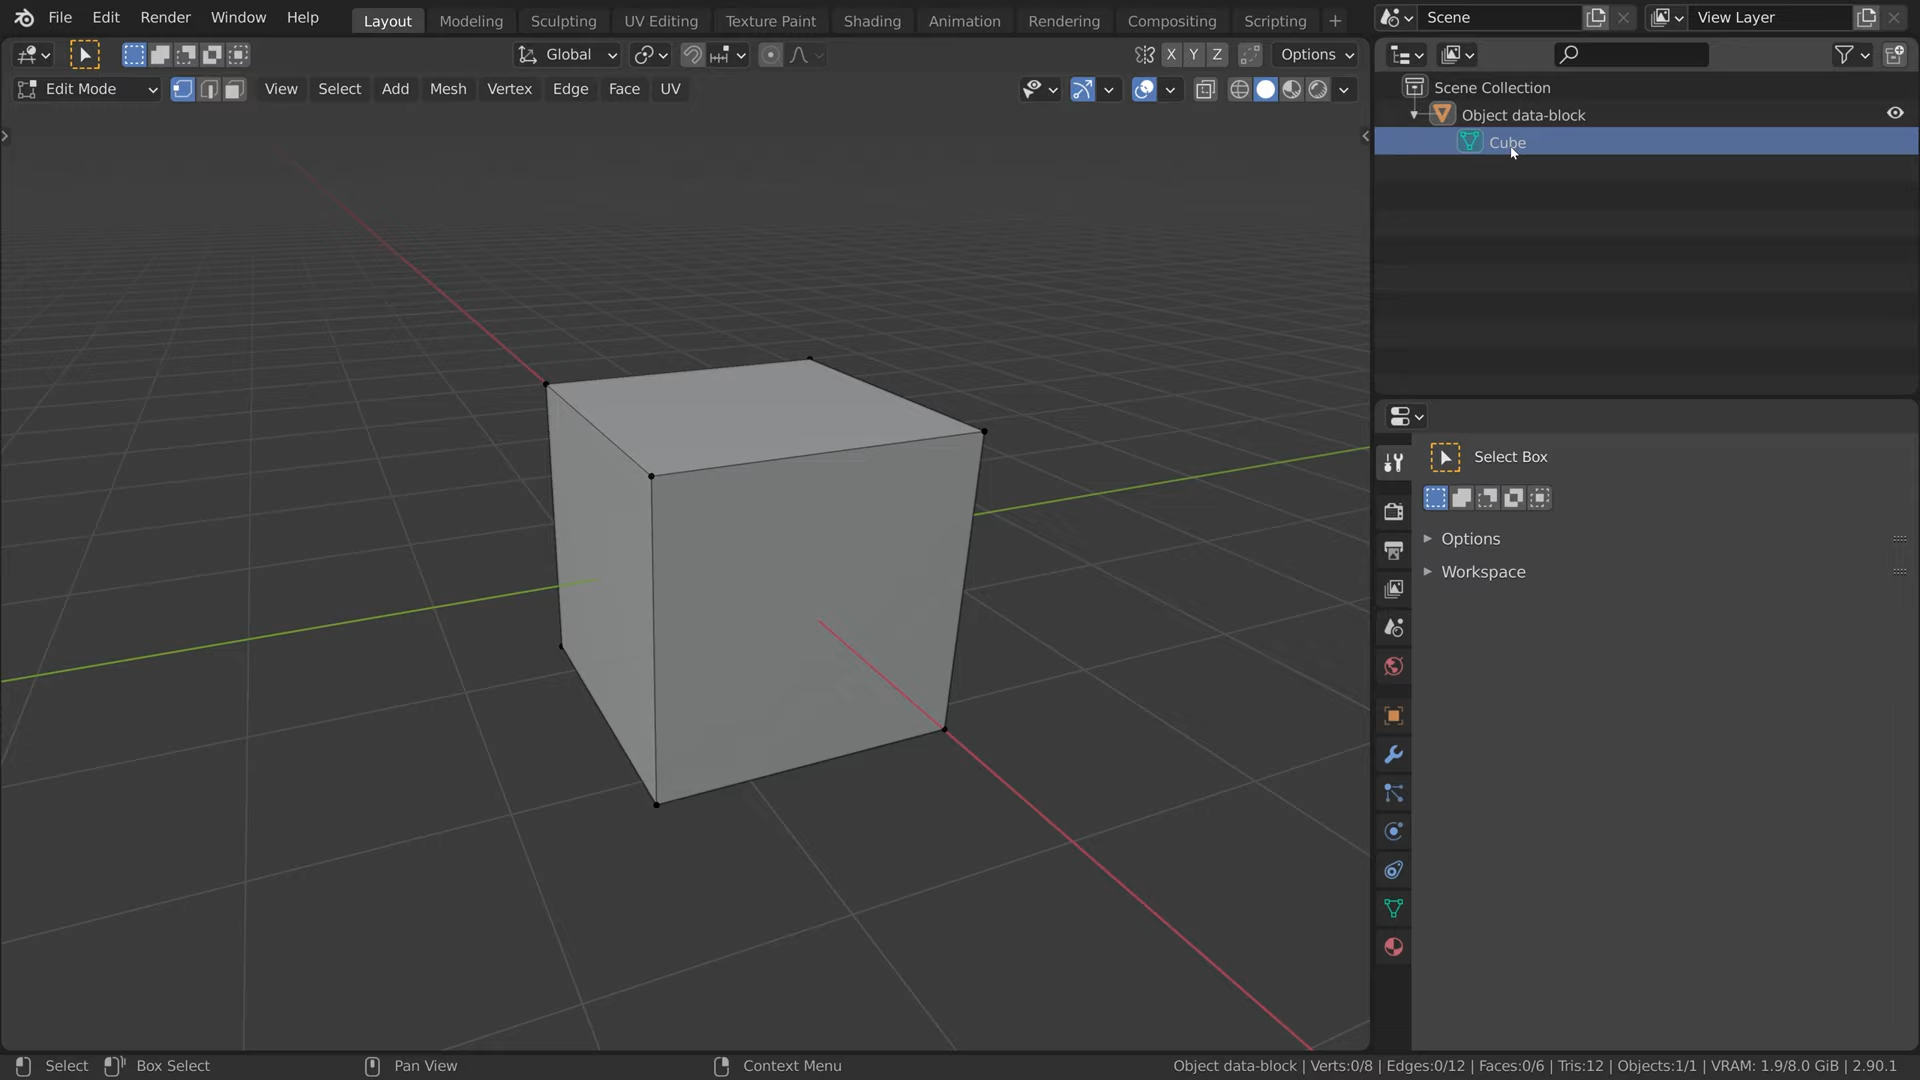 File Edit Render Window Help Layout Modeling Sculpting UV Editing Texture Paint Shading Animation Rendering Compositing Scripting + Scene View Layer
Global X Y Z Options
Edit Mode View Select Add Mesh Vertex Edge Face UV
Scene Collection
Object data-block
Cube
Select Box
Options
Workspace
Select Box Select Pan View Context Menu Object data-block | Verts:0/8 | Edges:0/12 | Faces:0/6 | Tris:12 | Objects:1/1 | VRAM: 1.9/8.0 GiB | 2.90.1